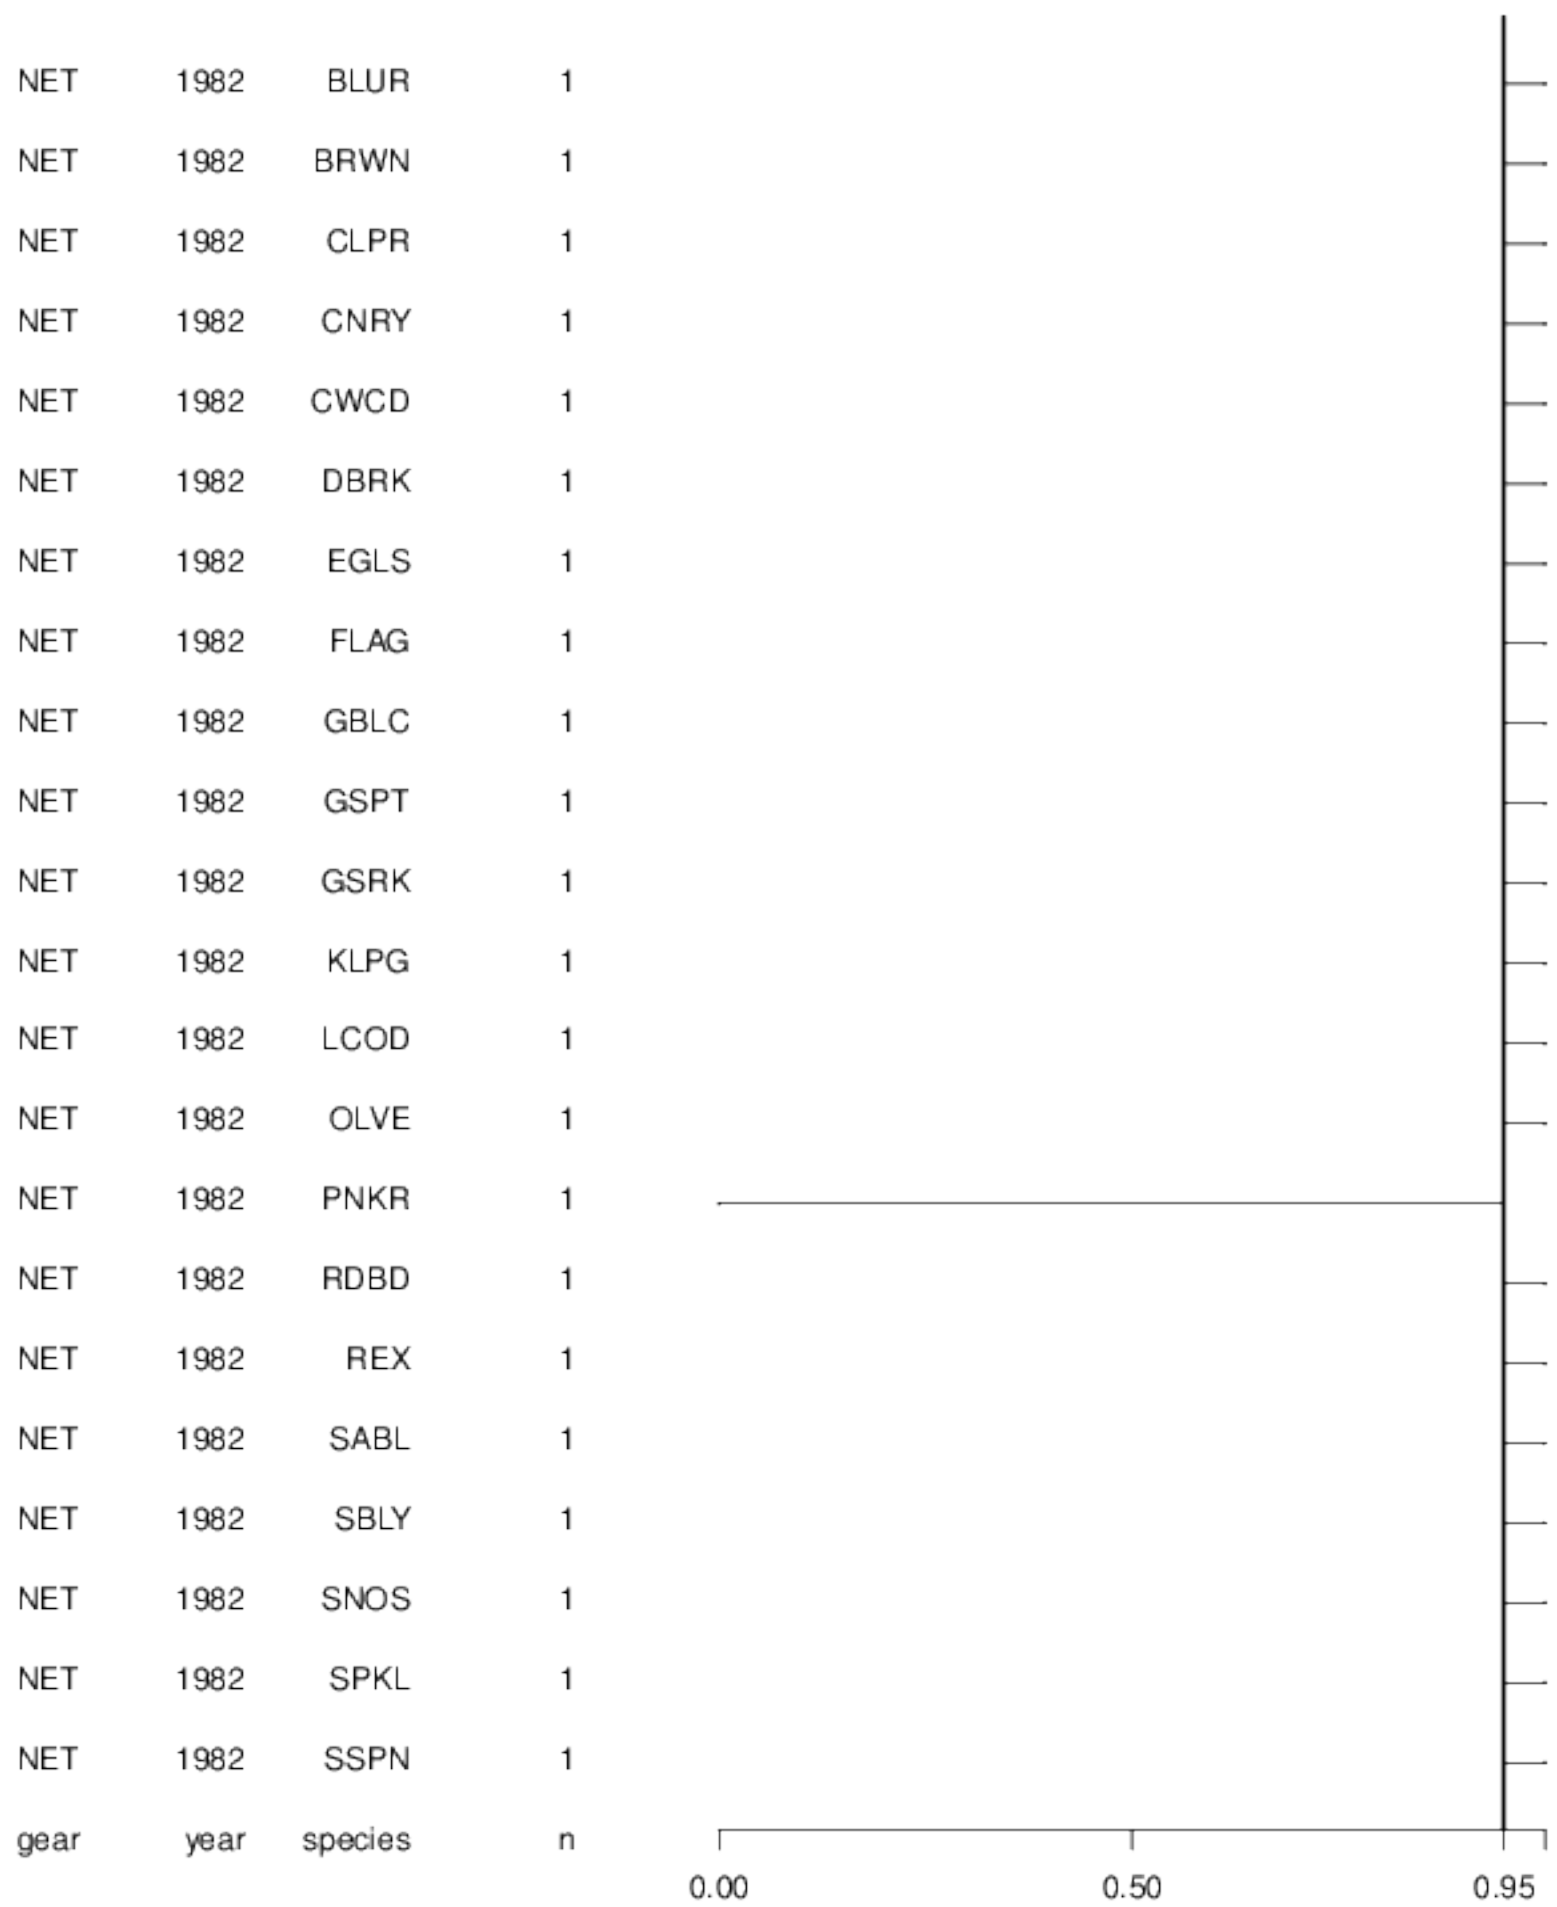 NET 1982 BLUR 1
NET 1982 BRWN 1
NET 1982 CLPR 1
NET 1982 CNRY 1
NET 1982 CWCD 1
NET 1982 DBRK 1
NET 1982 EGLS 1
NET 1982 FLAG 1
NET 1982 GBLC 1
NET 1982 GSPT 1
NET 1982 GSRK 1
NET 1982 KLPG 1
NET 1982 LCOD 1
NET 1982 OLVE 1
NET 1982 PNKR 1
NET 1982 RDBD 1
NET 1982 REX 1
NET 1982 SABL 1
NET 1982 SBLY 1
NET 1982 SNOS 1
NET 1982 SPKL 1
NET 1982 SSPN 1
gear year species n
0.00 0.50 0.95